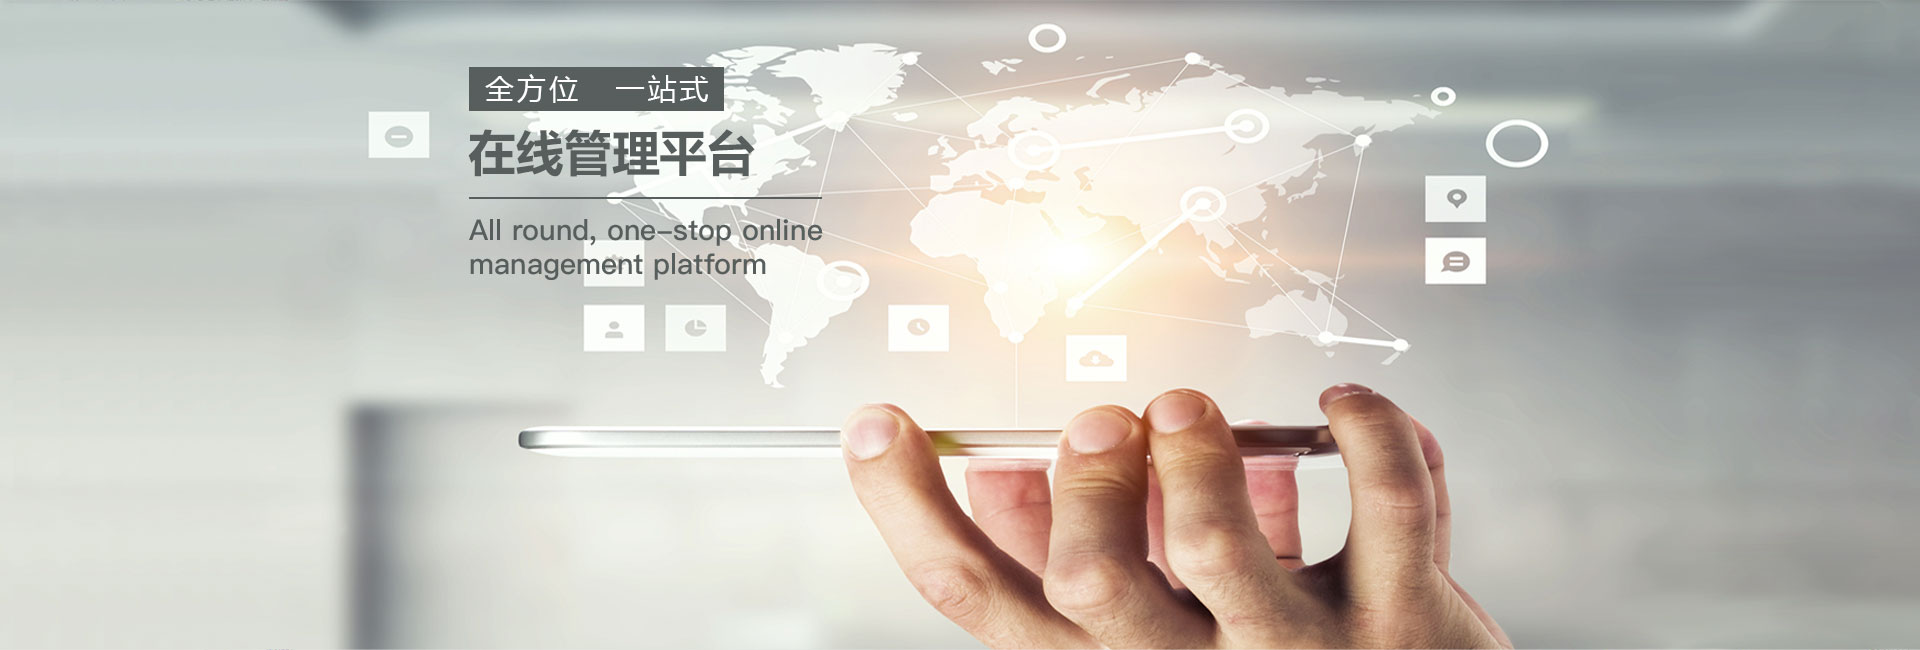 全方位 一站式
在线管理平台
All round, one-stop online
management platform